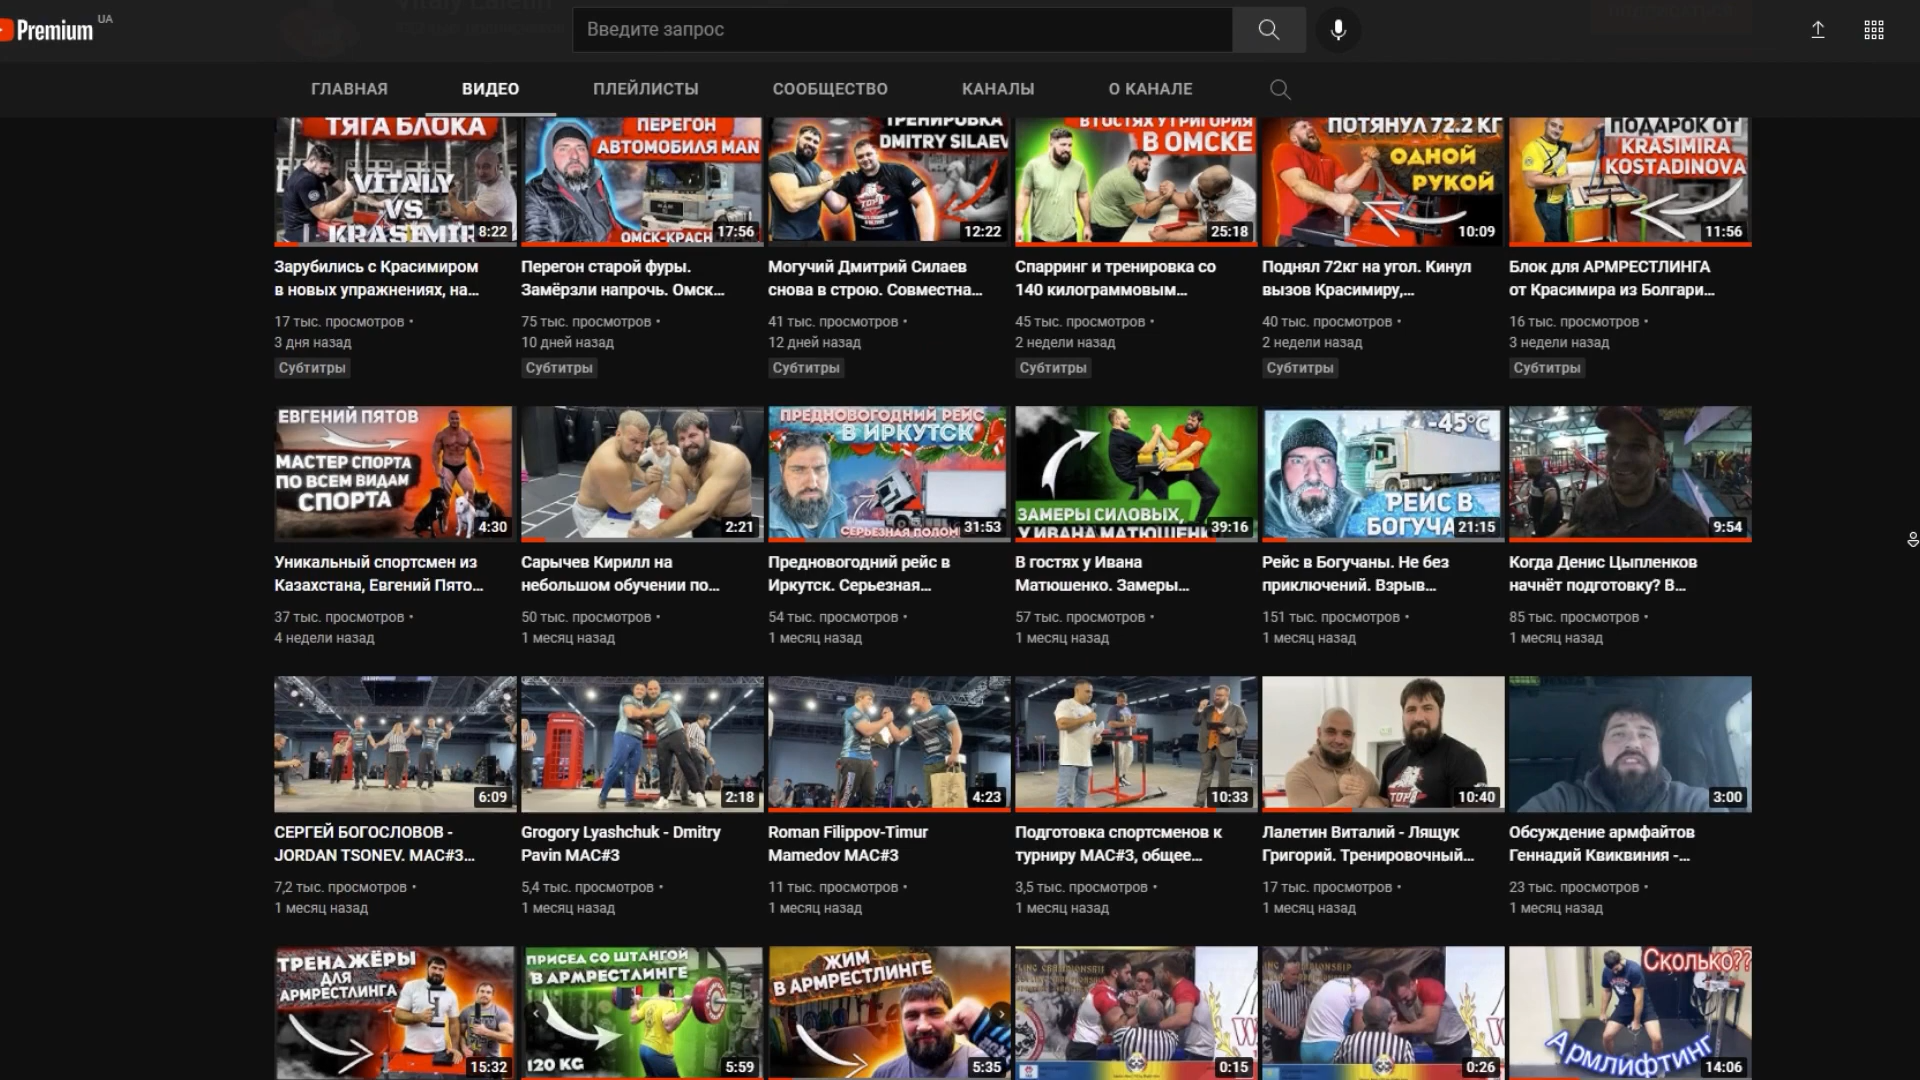 Premium UA
Введите запрос
ГЛАВНАЯ ВИДЕО ПЛЕЙЛИСТЫ СООБЩЕСТВО КАНАЛЫ О КАНАЛЕ
ТЯГА БЛОКА
VITALY
VS
KRASIMIR
8:22
ПЕРЕГОН
АВТОМОБИЛЯ MAN
17:56
ТРЕНИРОВКА
DMITRY SILAEV
12:22
В ГОСТЯХ У ГРИГОРИЯ
В ОМСКЕ
25:18
ПОТЯНУЛ 72.2 КГ
ОДНОЙ
РУКОЙ
10:09
ПОДАРОК ОТ
KRASIMIRA
KOSTADINOVA
11:56
Зарубились с Красимиром
в новых упражнениях, на...
17 тыс. просмотров •
3 дня назад
Субтитры
Перегон старой фуры.
Замёрзли напрочь. Омск...
75 тыс. просмотров •
10 дней назад
Субтитры
Могучий Дмитрий Силаев
снова в строю. Совместна...
41 тыс. просмотров •
12 дней назад
Субтитры
Спарринг и тренировка со
140 килограммовым...
45 тыс. просмотров •
2 недели назад
Субтитры
Поднял 72кг на угол. Кинул
вызов Красимиру,...
40 тыс. просмотров •
2 недели назад
Субтитры
Блок для АРМРЕСТЛИНГА
от Красимира из Болгари...
16 тыс. просмотров •
3 недели назад
Субтитры
ЕВГЕНИЙ ПЯТОВ
МАСТЕР СПОРТА
ПО ВСЕМ ВИДАМ
СПОРТА
4:30
2:21
ПРЕДНОВОГОДНИЙ РЕЙС
В ИРКУТСК
СЕРЬЕЗНАЯ ПОЛОМ
31:53
ЗАМЕРЫ СИЛОВЫХ,
У ИВАНА МАТЮШЕНК
39:16
-45°C
РЕЙС В
БОГУЧА
21:15
9:54
Уникальный спортсмен из
Казахстана, Евгений Пято...
37 тыс. просмотров •
4 недели назад
Сарычев Кирилл на
небольшом обучении по...
50 тыс. просмотров •
1 месяц назад
Предновогодний рейс в
Иркутск. Серьезная...
54 тыс. просмотров •
1 месяц назад
В гостях у Ивана
Матюшенко. Замеры...
57 тыс. просмотров •
1 месяц назад
Рейс в Богучаны. Не без
приключений. Взрыв...
151 тыс. просмотров •
1 месяц назад
Когда Денис Цыпленков
начнёт подготовку? В...
85 тыс. просмотров •
1 месяц назад
6:09
2:18
4:23
10:33
10:40
3:00
СЕРГЕЙ БОГОСЛОВОВ -
JORDAN TSONEV. MAC#3...
7,2 тыс. просмотров •
1 месяц назад
Grogory Lyashchuk - Dmitry
Pavin MAC#3
5,4 тыс. просмотров •
1 месяц назад
Roman Filippov-Timur
Mamedov MAC#3
11 тыс. просмотров •
1 месяц назад
Подготовка спортсменов к
турниру MAC#3, общее...
3,5 тыс. просмотров •
1 месяц назад
Лалетин Виталий - Лящук
Григорий. Тренировочный...
17 тыс. просмотров •
1 месяц назад
Обсуждение армфайтов
Геннадий Квиквиния -...
23 тыс. просмотров •
1 месяц назад
ТРЕНАЖЁРЫ
ДЛЯ
АРМРЕСТЛИНГА
15:32
ПРИСЕД СО ШТАНГОЙ
В АРМРЕСТЛИНГЕ
120 KG
5:59
ЖИМ
В АРМРЕСТЛИНГЕ
5:35
0:15
0:26
Сколько??
Армлифтинг
14:06